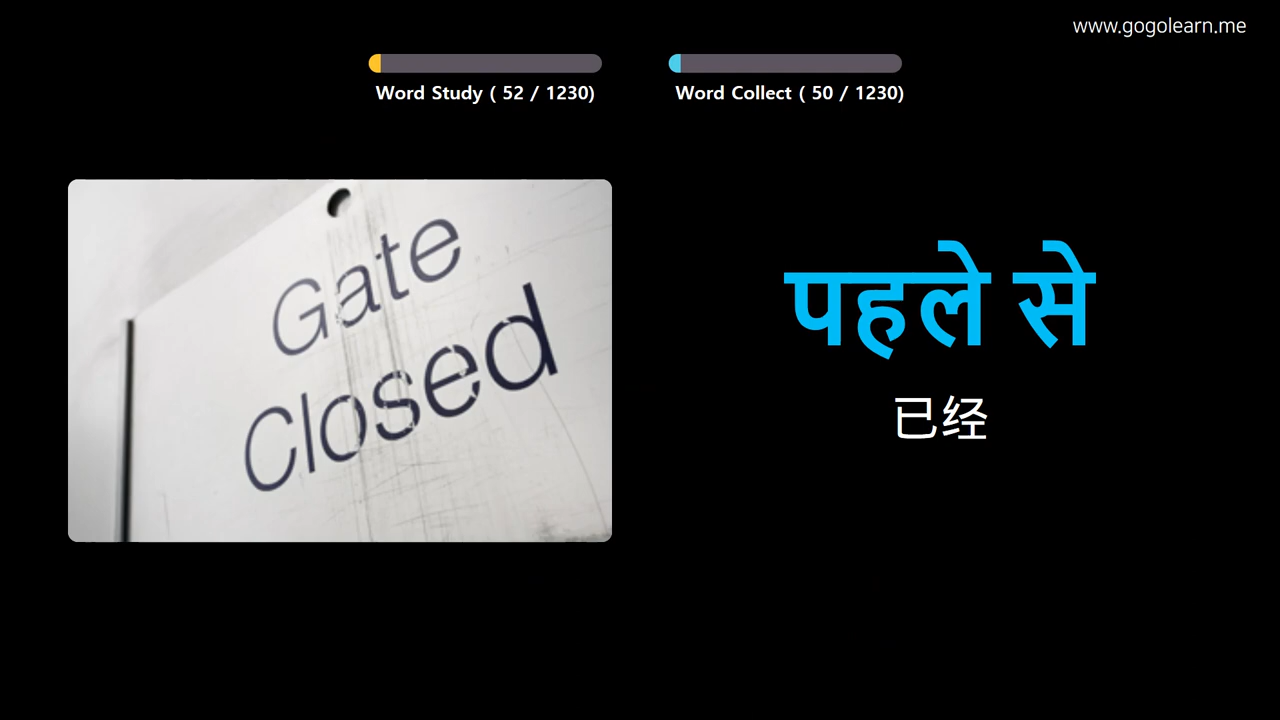 www.gogolearn.me
Word Study ( 52 / 1230)
Word Collect ( 50 / 1230)
Gate
Closed
पहले से
已经